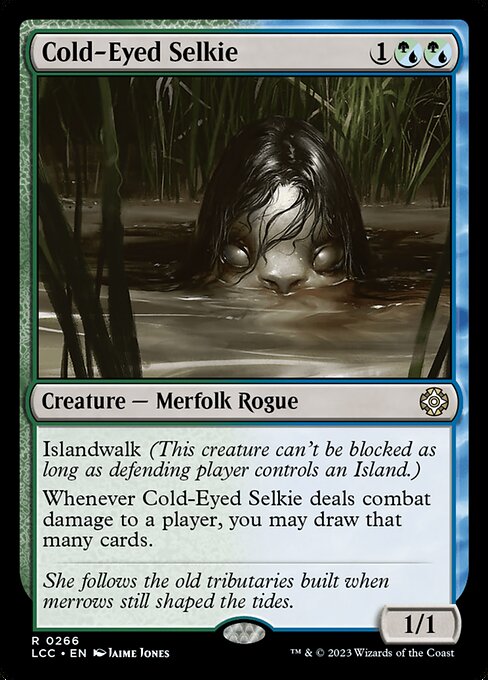 Cold-Eyed Selkie 1
Creature — Merfolk Rogue
Islandwalk (This creature can't be blocked as
long as defending player controls an Island.)
Whenever Cold-Eyed Selkie deals combat
damage to a player, you may draw that
many cards.
She follows the old tributaries built when
merrows still shaped the tides.
1/1
R 0266
LCC • EN Jaime Jones
™ & © 2023 Wizards of the Coast